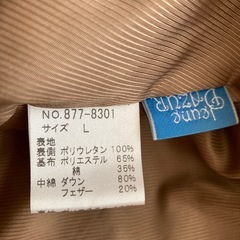 NO.877-8301
サイズ L
表地
表側 ポリウレタン 100%
基布 ポリエステル 65%
綿 35%
中綿 ダウン 80%
フェザー 20%
Jeune
D·AZUR